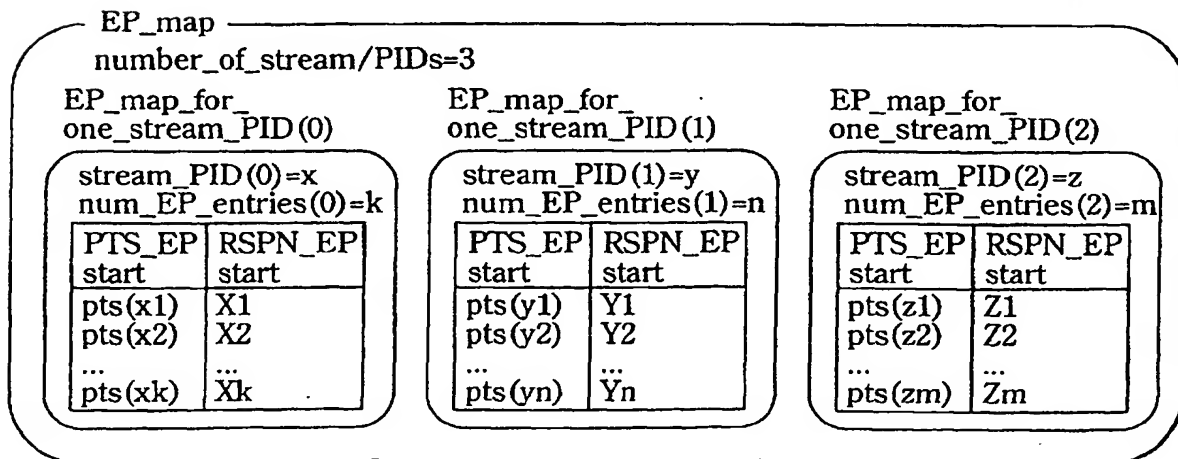 EP_map
number_of_stream/PIDs=3
EP_map_for_
one_stream_PID(0)
stream_PID(0)=x
num_EP_entries(0)=k
PTS_EP RSPN_EP
start start
pts(x1) X1
pts(x2) X2
... ...
pts(xk) Xk
EP_map_for_
one_stream_PID(1)
stream_PID(1)=y
num_EP_entries(1)=n
PTS_EP RSPN_EP
start start
pts(y1) Y1
pts(y2) Y2
... ...
pts(yn) Yn
EP_map_for_
one_stream_PID(2)
stream_PID(2)=z
num_EP_entries(2)=m
PTS_EP RSPN_EP
start start
pts(z1) Z1
pts(z2) Z2
... ...
pts(zm) Zm